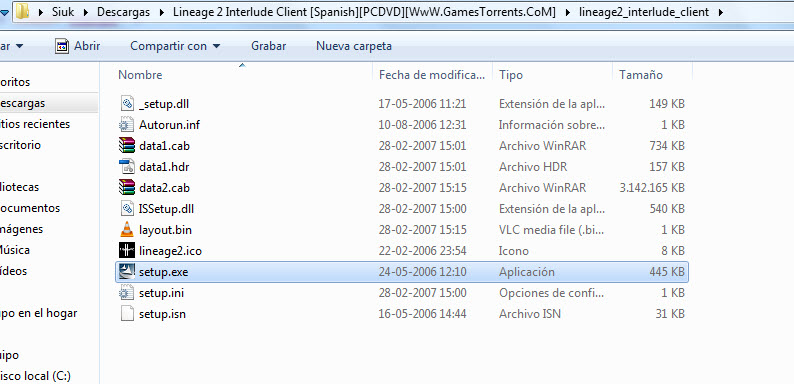 Siuk ▸ Descargas ▸ Lineage 2 Interlude Client [Spanish][PCDVD][WwW.GamesTorrents.CoM] ▸ lineage2_interlude_client ▸
ar ▾ Abrir Compartir con ▾ Grabar Nueva carpeta
Nombre Fecha de modifica... Tipo Tamaño
_setup.dll 17-05-2006 11:21 Extensión de la apl... 149 KB
Autorun.inf 10-08-2006 12:31 Información sobre... 1 KB
data1.cab 28-02-2007 15:01 Archivo WinRAR 734 KB
data1.hdr 28-02-2007 15:01 Archivo HDR 157 KB
data2.cab 28-02-2007 15:15 Archivo WinRAR 3.142.165 KB
ISSetup.dll 28-02-2007 15:00 Extensión de la apl... 540 KB
layout.bin 28-02-2007 15:15 VLC media file (.bi... 1 KB
lineage2.ico 22-02-2006 23:54 Icono 8 KB
setup.exe 24-05-2006 12:10 Aplicación 445 KB
setup.ini 28-02-2007 15:00 Opciones de confi... 1 KB
setup.isn 16-05-2006 14:44 Archivo ISN 31 KB
oritos
escargas
itios recientes
scritorio
liotecas
ocumentos
mágenes
Música
ídeos
upo en el hogar
uipo
isco local (C:)